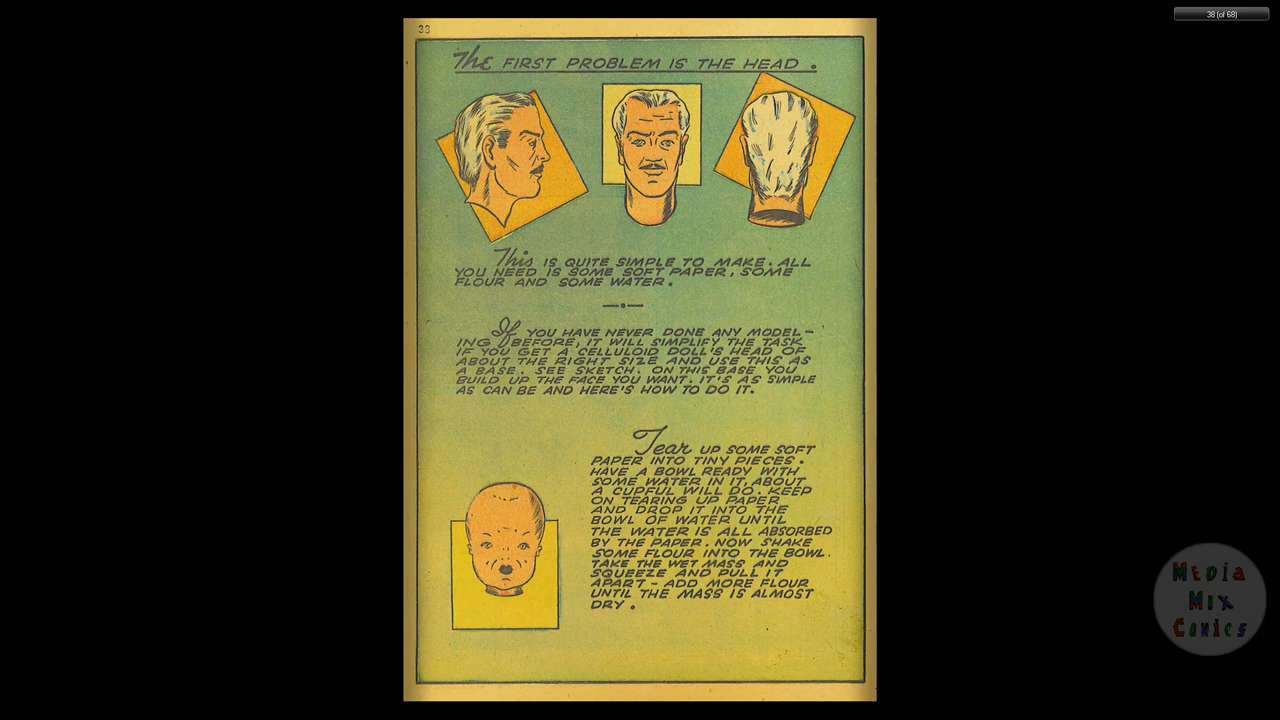 38 (of 68)
38
The FIRST PROBLEM IS THE HEAD.
This IS QUITE SIMPLE TO MAKE. ALL
YOU NEED IS SOME SOFT PAPER, SOME
FLOUR AND SOME WATER.
If YOU HAVE NEVER DONE ANY MODEL-
ING BEFORE, IT WILL SIMPLIFY THE TASK
IF YOU GET A CELLULOID DOLL'S HEAD OF
ABOUT THE RIGHT SIZE AND USE THIS AS
A BASE. SEE SKETCH. ON THIS BASE YOU
BUILD UP THE FACE YOU WANT. IT'S AS SIMPLE
AS CAN BE AND HERE'S HOW TO DO IT.
Tear UP SOME SOFT
PAPER INTO TINY PIECES.
HAVE A BOWL READY WITH
SOME WATER IN IT, ABOUT
A CUPFUL WILL DO. KEEP
ON TEARING UP PAPER
AND DROP IT INTO THE
BOWL OF WATER UNTIL
THE WATER IS ALL ABSORBED
BY THE PAPER. NOW SHAKE
SOME FLOUR INTO THE BOWL.
TAKE THE WET MASS AND
SQUEEZE AND PULL IT
APART - ADD MORE FLOUR
UNTIL THE MASS IS ALMOST
DRY.
MEDIA
MIX
COMICS